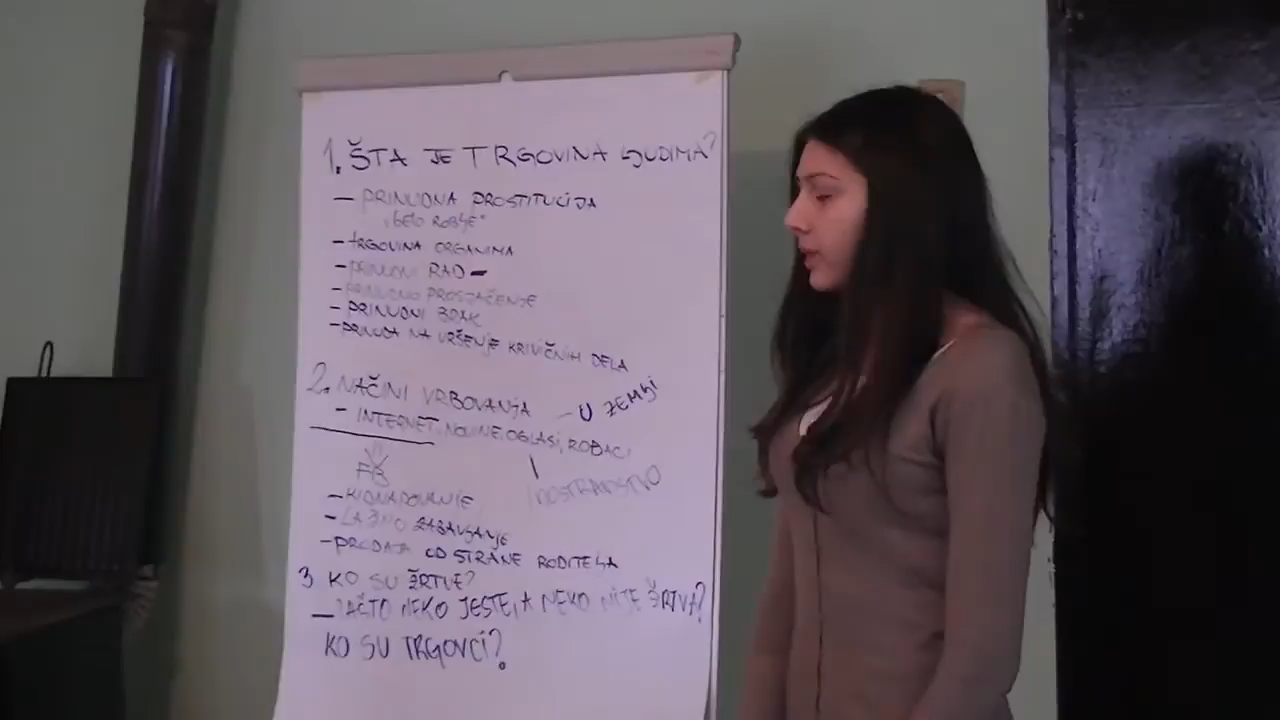 1. ŠTA JE TRGOVINA LJUDIMA?
- PRINUDNA PROSTITUCIJA
„BELO ROBLJE“
- TRGOVINA ORGANIMA
- PRINUDNI RAD -
- PRINUDNO PROSJAČENJE
- PRINUDNI BRAK
- PRINUDA NA VRŠENJE KRIVIČNIH DELA
2. NAČINI VRBOVANJA - U ZEMLJI
- INTERNET, NOVINE, OGLASI, ROĐACI
FB
INOSTRANSTVO
- KIDNAPOVANJE
- LAŽNO ZABAVLJANJE
- PRODAJA OD STRANE RODITELJA
3 KO SU ŽRTVE?
- ZAŠTO NEKO JESTE, A NEKO NIJE ŽRTVA?
KO SU TRGOVCI?